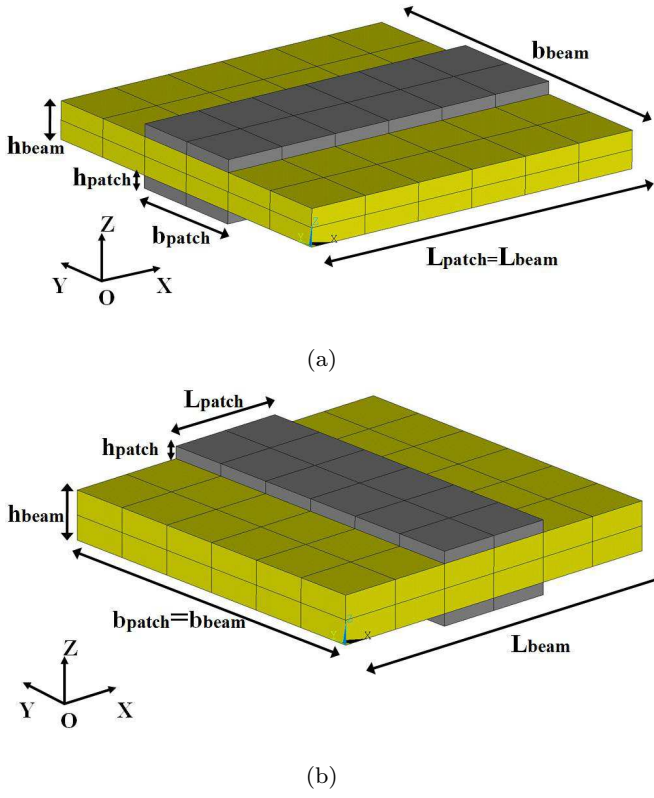 bbeam
hbeam
hpatch
bpatch
Lpatch=Lbeam
Z
Y
O
X
Z
Y
X
(a)
Lpatch
hpatch
hbeam
bpatch=bbeam
Lbeam
Z
Y
O
X
Z
Y
X
(b)